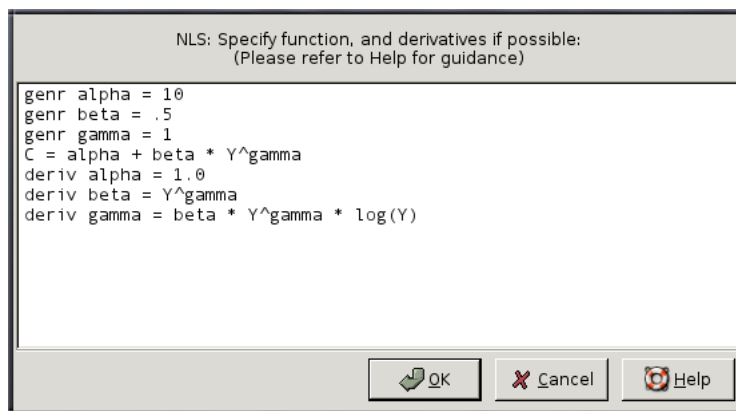 NLS: Specify function, and derivatives if possible:
(Please refer to Help for guidance)
genr alpha = 10
genr beta = .5
genr gamma = 1
C = alpha + beta * Y^gamma
deriv alpha = 1.0
deriv beta = Y^gamma
deriv gamma = beta * Y^gamma * log(Y)
OK Cancel Help